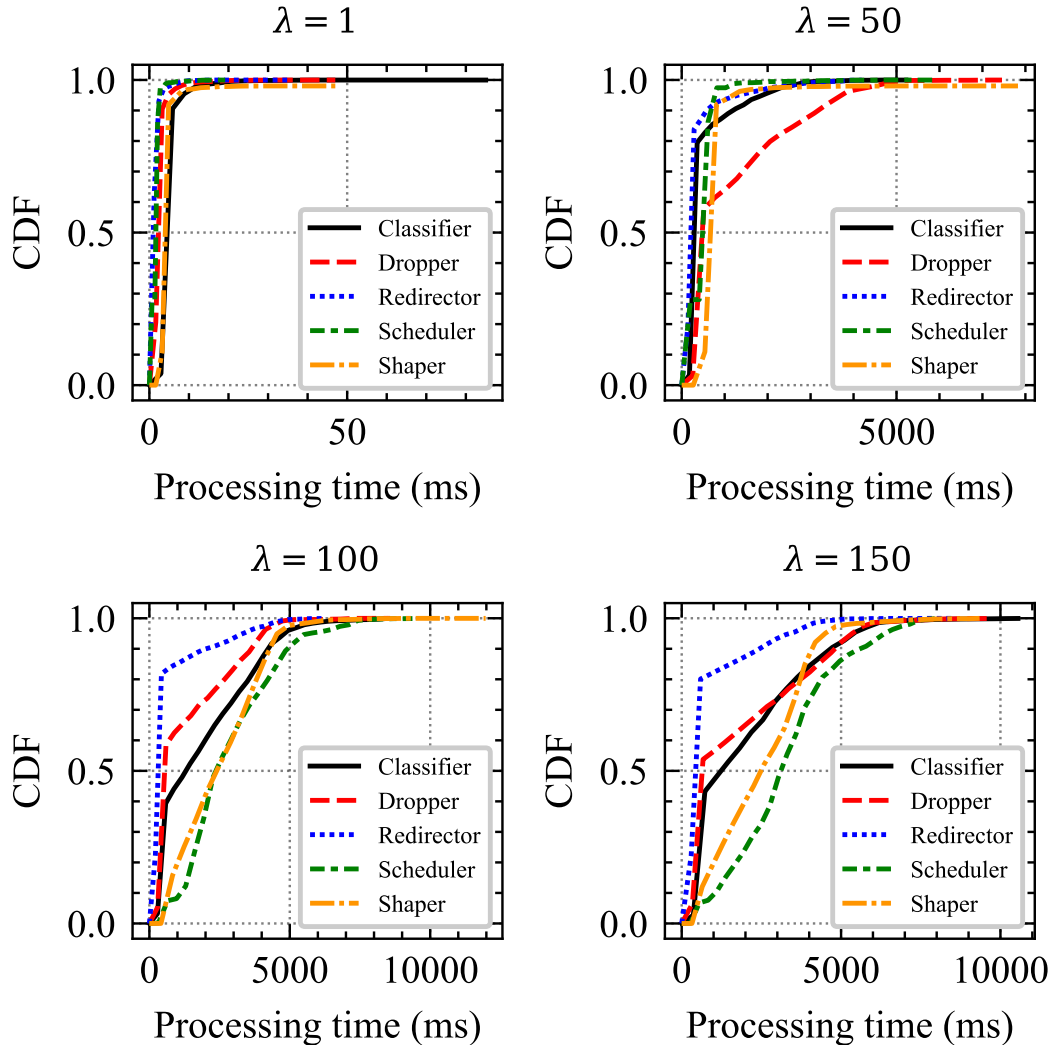 λ = 1
CDF
1.0
0.5
0.0
Classifier
Dropper
Redirector
Scheduler
Shaper
0 50
Processing time (ms)
λ = 50
CDF
1.0
0.5
0.0
Classifier
Dropper
Redirector
Scheduler
Shaper
0 5000
Processing time (ms)
λ = 100
CDF
1.0
0.5
0.0
Classifier
Dropper
Redirector
Scheduler
Shaper
0 5000 10000
Processing time (ms)
λ = 150
CDF
1.0
0.5
0.0
Classifier
Dropper
Redirector
Scheduler
Shaper
0 5000 10000
Processing time (ms)